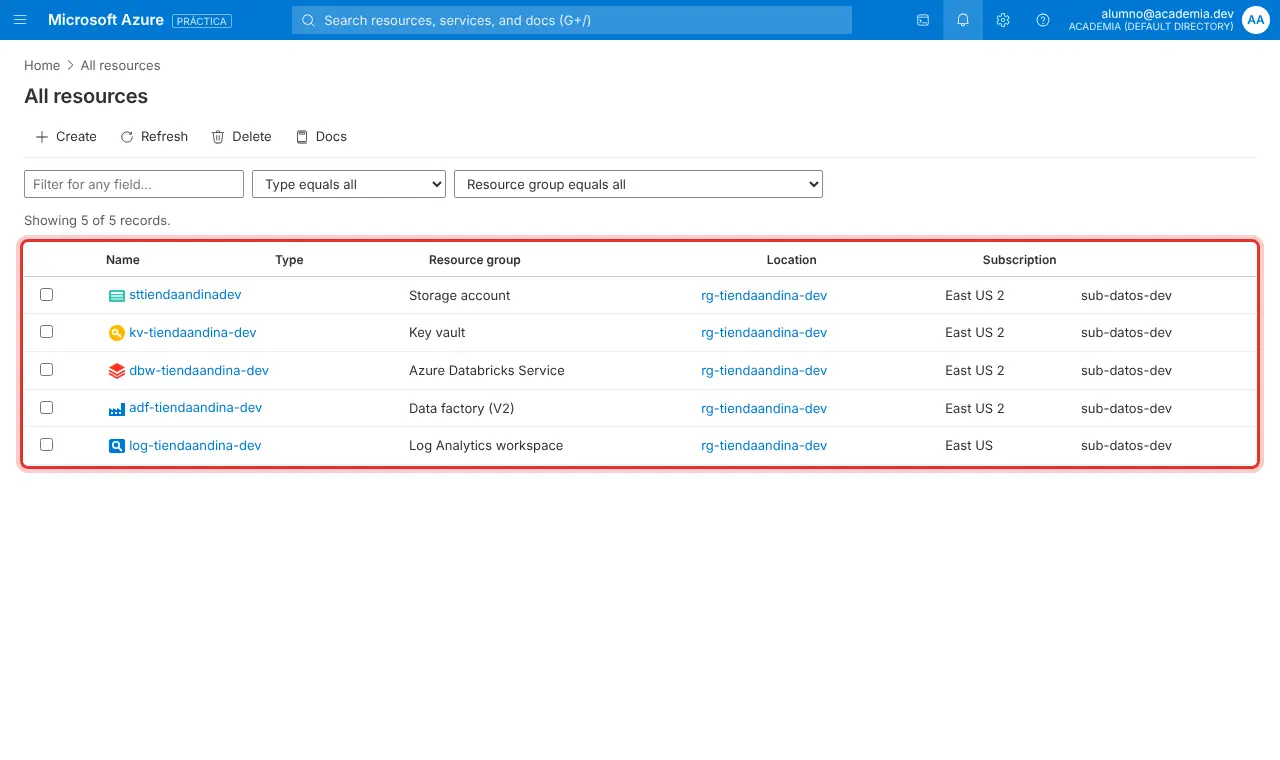 Microsoft Azure PRÁCTICA
Search resources, services, and docs (G+/)
alumno@academia.dev
ACADEMIA (DEFAULT DIRECTORY)
AA
Home > All resources
All resources
Create Refresh Delete Docs
Filter for any field... Type equals all Resource group equals all
Showing 5 of 5 records.
Name Type Resource group Location Subscription
sttiendaandinadev Storage account rg-tiendaandina-dev East US 2 sub-datos-dev
kv-tiendaandina-dev Key vault rg-tiendaandina-dev East US 2 sub-datos-dev
dbw-tiendaandina-dev Azure Databricks Service rg-tiendaandina-dev East US 2 sub-datos-dev
adf-tiendaandina-dev Data factory (V2) rg-tiendaandina-dev East US 2 sub-datos-dev
log-tiendaandina-dev Log Analytics workspace rg-tiendaandina-dev East US sub-datos-dev